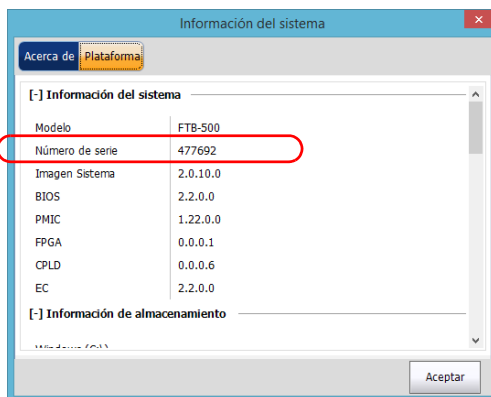 Información del sistema
Acerca de Plataforma
[-] Información del sistema
Modelo FTB-500
Número de serie 477692
Imagen Sistema 2.0.10.0
BIOS 2.2.0.0
PMIC 1.22.0.0
FPGA 0.0.0.1
CPLD 0.0.0.6
EC 2.2.0.0
[-] Información de almacenamiento
Aceptar